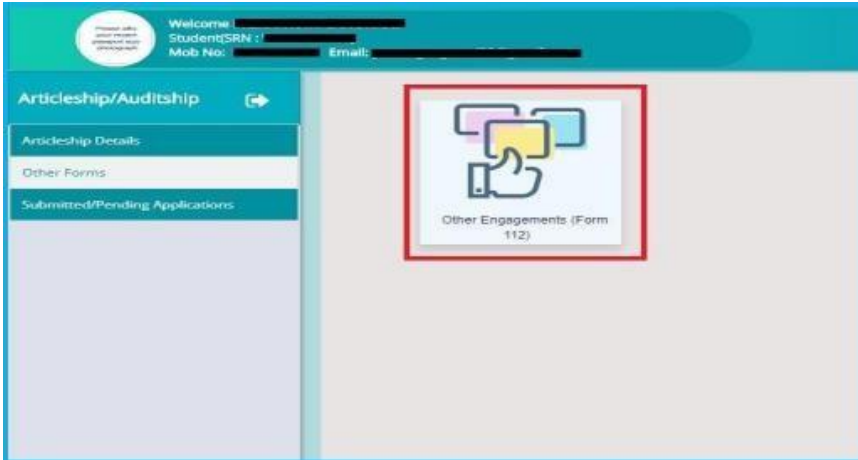 Welcome
Student(SRN :
Mob No: Email:
Articleship/Auditship
Articleship Details
Other Forms
Submitted/Pending Applications
Other Engagements (Form
112)